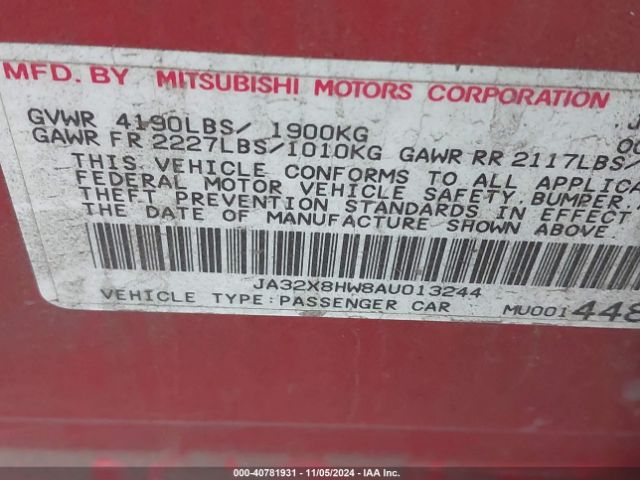 MFD. BY MITSUBISHI MOTORS CORPORATION
GVWR 4190LBS/ 1900KG
GAWR FR 2227LBS/1010KG GAWR RR 2117LBS/
THIS VEHICLE CONFORMS TO ALL APPLICA
FEDERAL MOTOR VEHICLE SAFETY, BUMPER,
THEFT PREVENTION STANDARDS IN EFFECT
THE DATE OF MANUFACTURE SHOWN ABOVE.
JA32X8HW8AU013244
VEHICLE TYPE:PASSENGER CAR MU001448
000-40781931 - 11/05/2024 - IAA Inc.